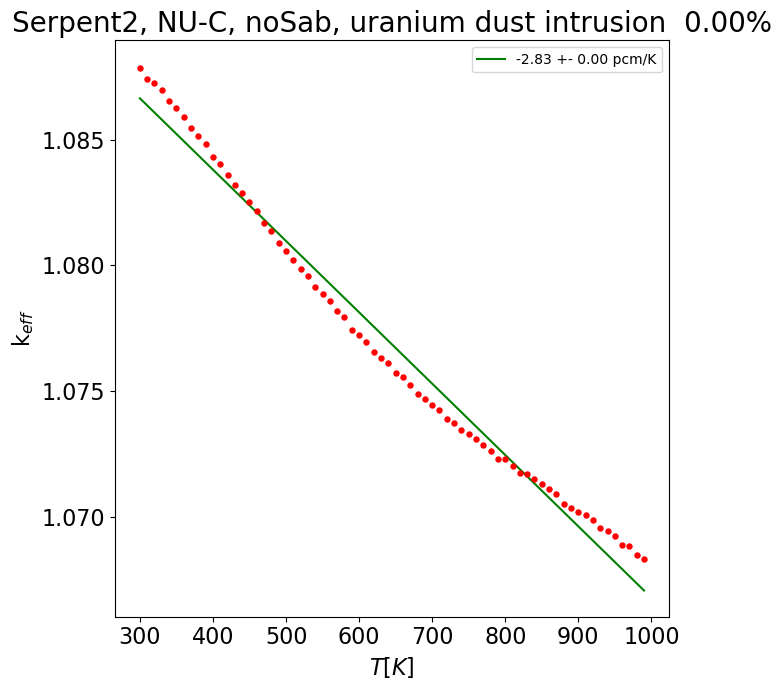 Serpent2, NU-C, noSab, uranium dust intrusion  0.00%
-2.83 +- 0.00 pcm/K
1.085
1.080
1.075
1.070
keff
300 400 500 600 700 800 900 1000
T[K]